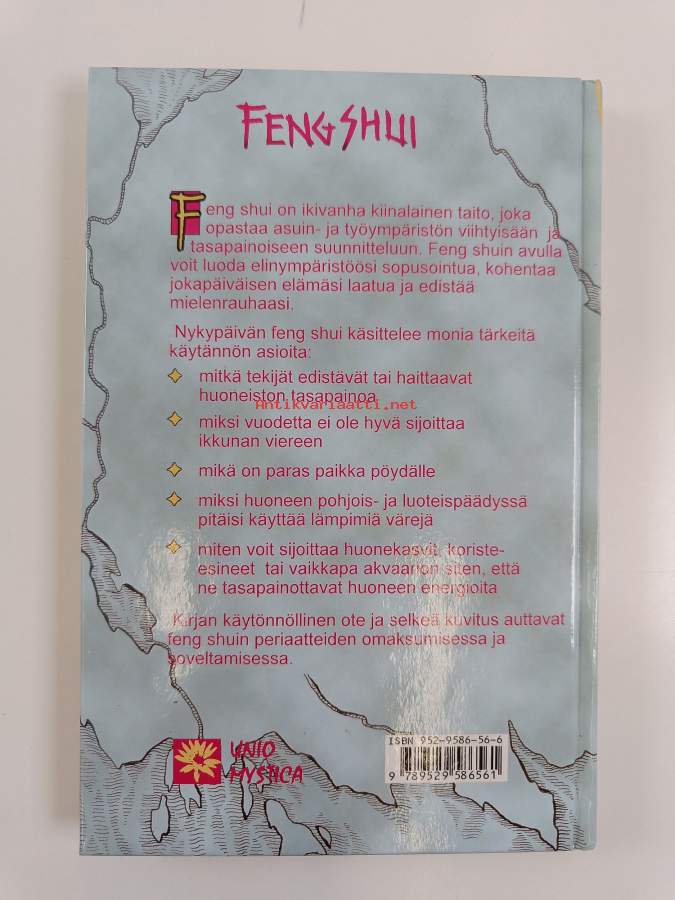 FENG SHUI
Feng shui on ikivanha kiinalainen taito, joka
opastaa asuin- ja työympäristön viihtyisään ja
tasapainoiseen suunnitteluun. Feng shuin avulla
voit luoda elinympäristöösi sopusointua, kohentaa
jokapäiväisen elämäsi laatua ja edistää
mielenrauhaasi.
Nykypäivän feng shui käsittelee monia tärkeitä
käytännön asioita:
mitkä tekijät edistävät tai haittaavat
huoneiston tasapainoa
Antikvariaatti.net
miksi vuodetta ei ole hyvä sijoittaa
ikkunan viereen
mikä on paras paikka pöydälle
miksi huoneen pohjois- ja luoteispäädyssä
pitäisi käyttää lämpimiä värejä
miten voit sijoittaa huonekasvit, koriste-
esineet tai vaikkapa akvaarion siten, että
ne tasapainottavat huoneen energioita
Kirjan käytönnöllinen ote ja selkeä kuvitus auttavat
feng shuin periaatteiden omaksumisessa ja
soveltamisessa.
UNIO
MYSTICA
ISBN 952-9586-56-6
9 789529 586561